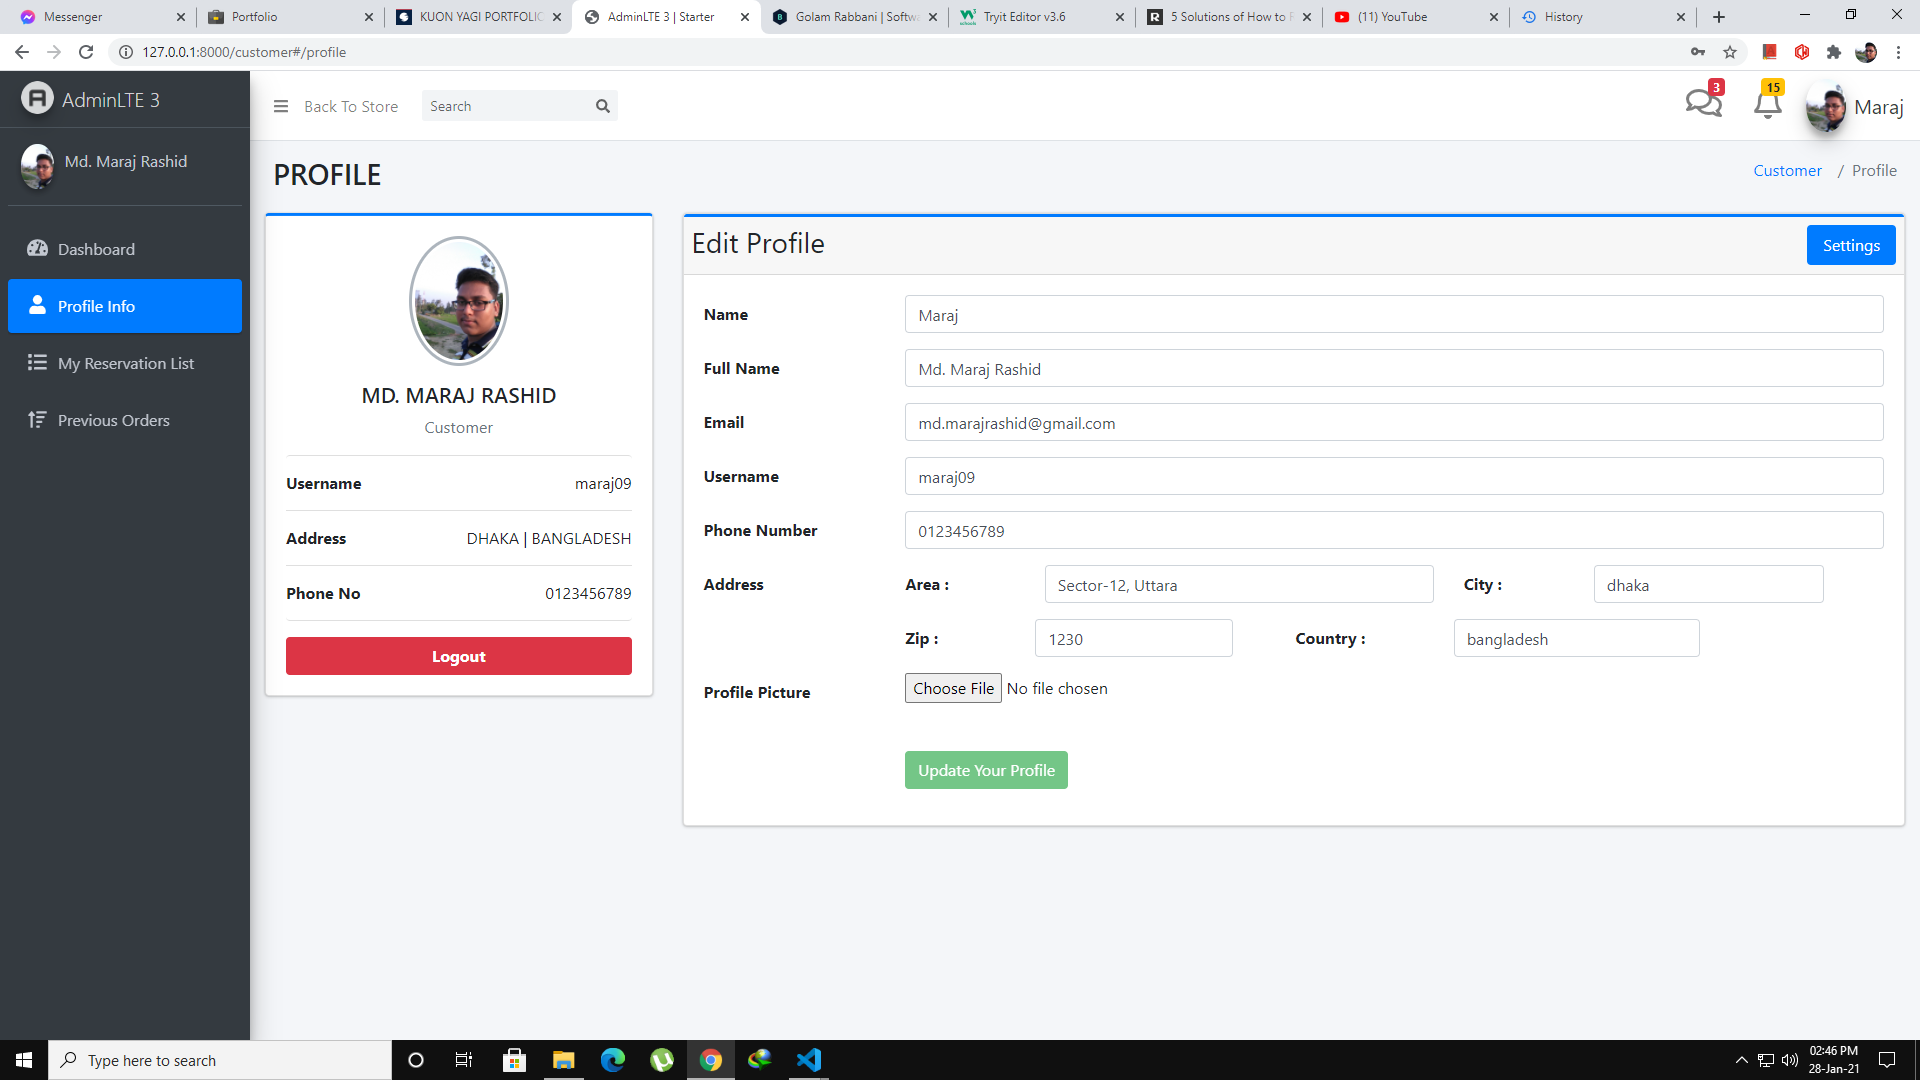 Messenger
Portfolio
KUON YAGI PORTFOLIO
AdminLTE 3 | Starter
Golam Rabbani | Softw
Tryit Editor v3.6
5 Solutions of How to
(11) YouTube
History
127.0.0.1:8000/customer#/profile
AdminLTE 3
Back To Store
Search
3
15
Maraj
Md. Maraj Rashid
PROFILE
Customer / Profile
Dashboard
Profile Info
My Reservation List
Previous Orders
MD. MARAJ RASHID
Customer
Username maraj09
Address DHAKA | BANGLADESH
Phone No 0123456789
Logout
Edit Profile
Settings
Name Maraj
Full Name Md. Maraj Rashid
Email md.marajrashid@gmail.com
Username maraj09
Phone Number 0123456789
Address Area : Sector-12, Uttara City : dhaka
Zip : 1230 Country : bangladesh
Profile Picture Choose File No file chosen
Update Your Profile
Type here to search
02:46 PM
28-Jan-21